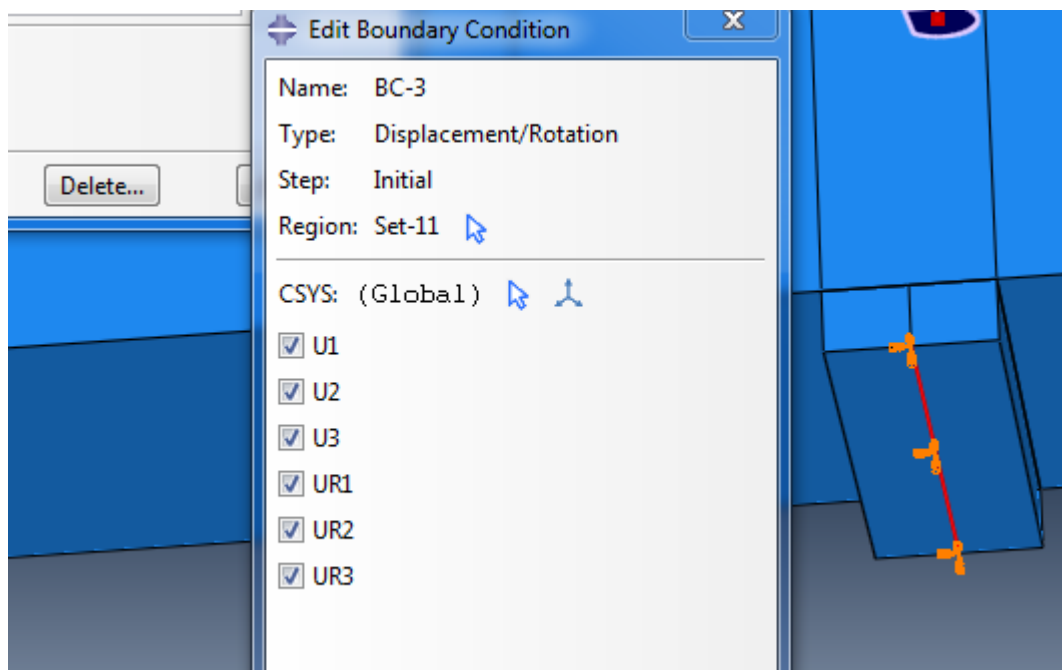 Edit Boundary Condition
Name: BC-3
Type: Displacement/Rotation
Step: Initial
Delete...
Region: Set-11
CSYS: (Global)
U1
U2
U3
UR1
UR2
UR3